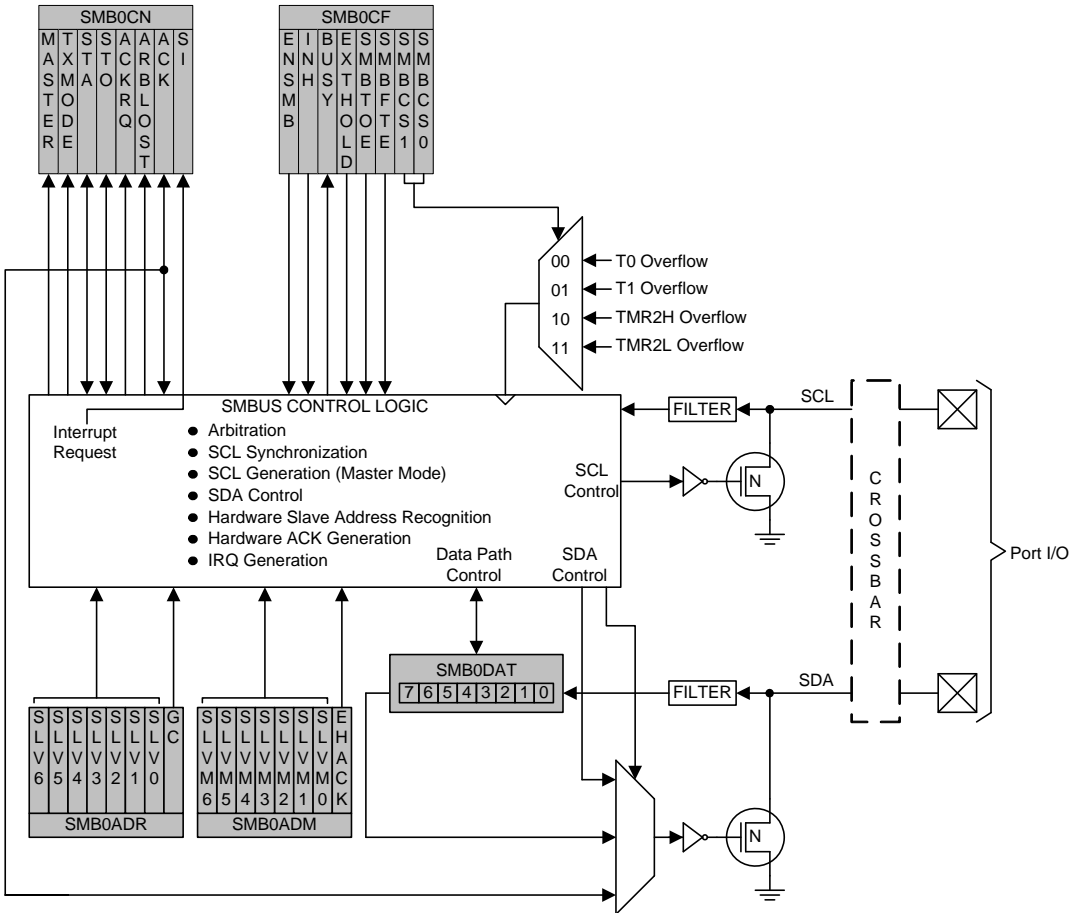 SMB0CN
MASTER
TXMODE
STA
STO
ACKRQ
ARBLOST
ACK
SI
SMB0CF
ENSMB
INH
BUSY
EXTHOLD
SMBTOE
SMBFTE
SMBCS1
SMBCS0
00
01
10
11
T0 Overflow
T1 Overflow
TMR2H Overflow
TMR2L Overflow
SMBUS CONTROL LOGIC
Interrupt
Request
● Arbitration
● SCL Synchronization
● SCL Generation (Master Mode)
● SDA Control
● Hardware Slave Address Recognition
● Hardware ACK Generation
● IRQ Generation
Data Path
Control
SDA
Control
SCL
Control
FILTER
SCL
N
CROSSBAR
Port I/O
SMB0DAT
7 6 5 4 3 2 1 0
FILTER
SDA
N
SLV6
SLV5
SLV4
SLV3
SLV2
SLV1
SLV0
GC
SMB0ADR
SLVM6
SLVM5
SLVM4
SLVM3
SLVM2
SLVM1
SLVM0
EHACK
SMB0ADM